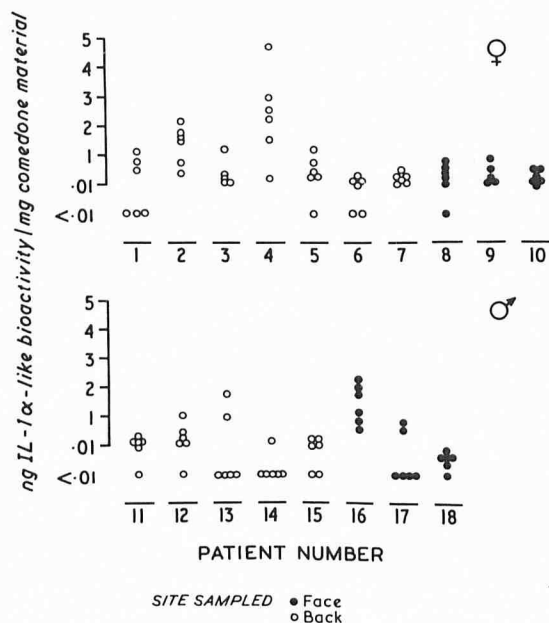 ng IL-1α-like bioactivity/mg comedone material
5
4
3
2
1
.01
<.01
♀
1 2 3 4 5 6 7 8 9 10
5
4
3
2
1
.01
<.01
♂
11 12 13 14 15 16 17 18
PATIENT NUMBER
SITE SAMPLED ● Face
○ Back